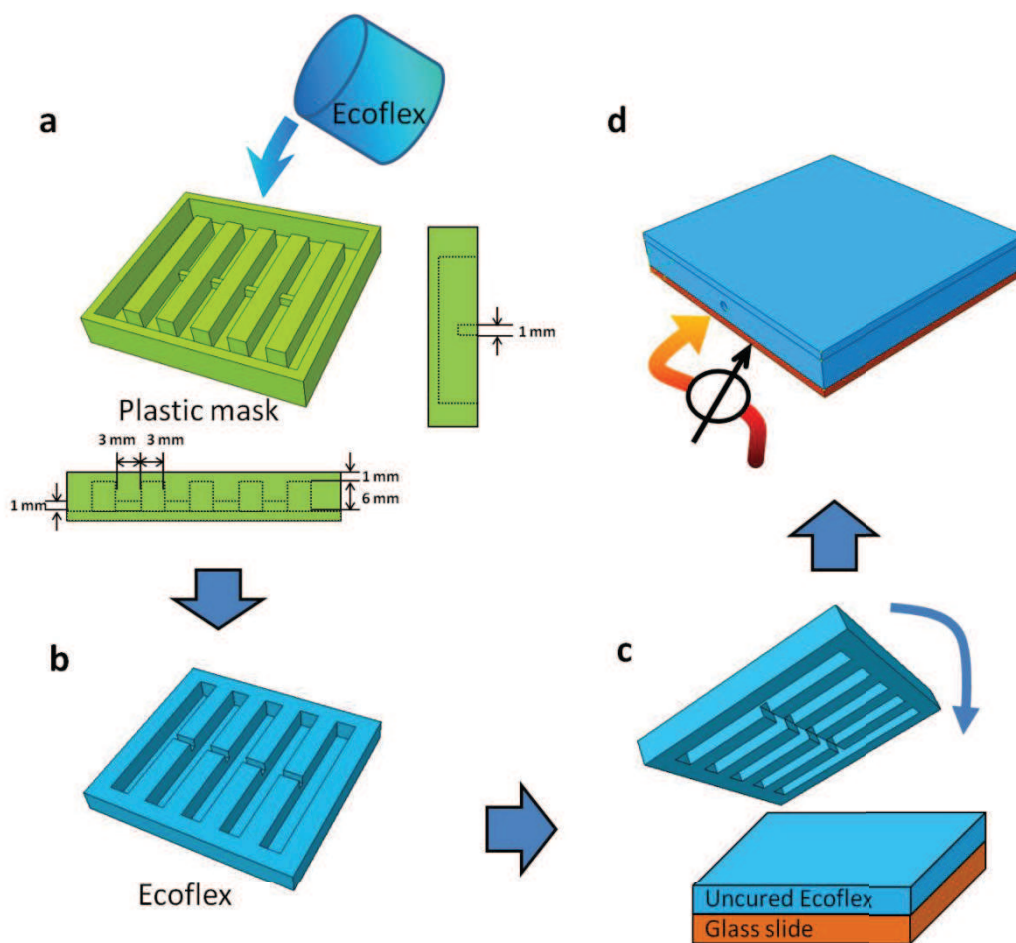 a
Ecoflex
1 mm
Plastic mask
3 mm 3 mm
1 mm
6 mm
1 mm
b
Ecoflex
c
Uncured Ecoflex
Glass slide
d